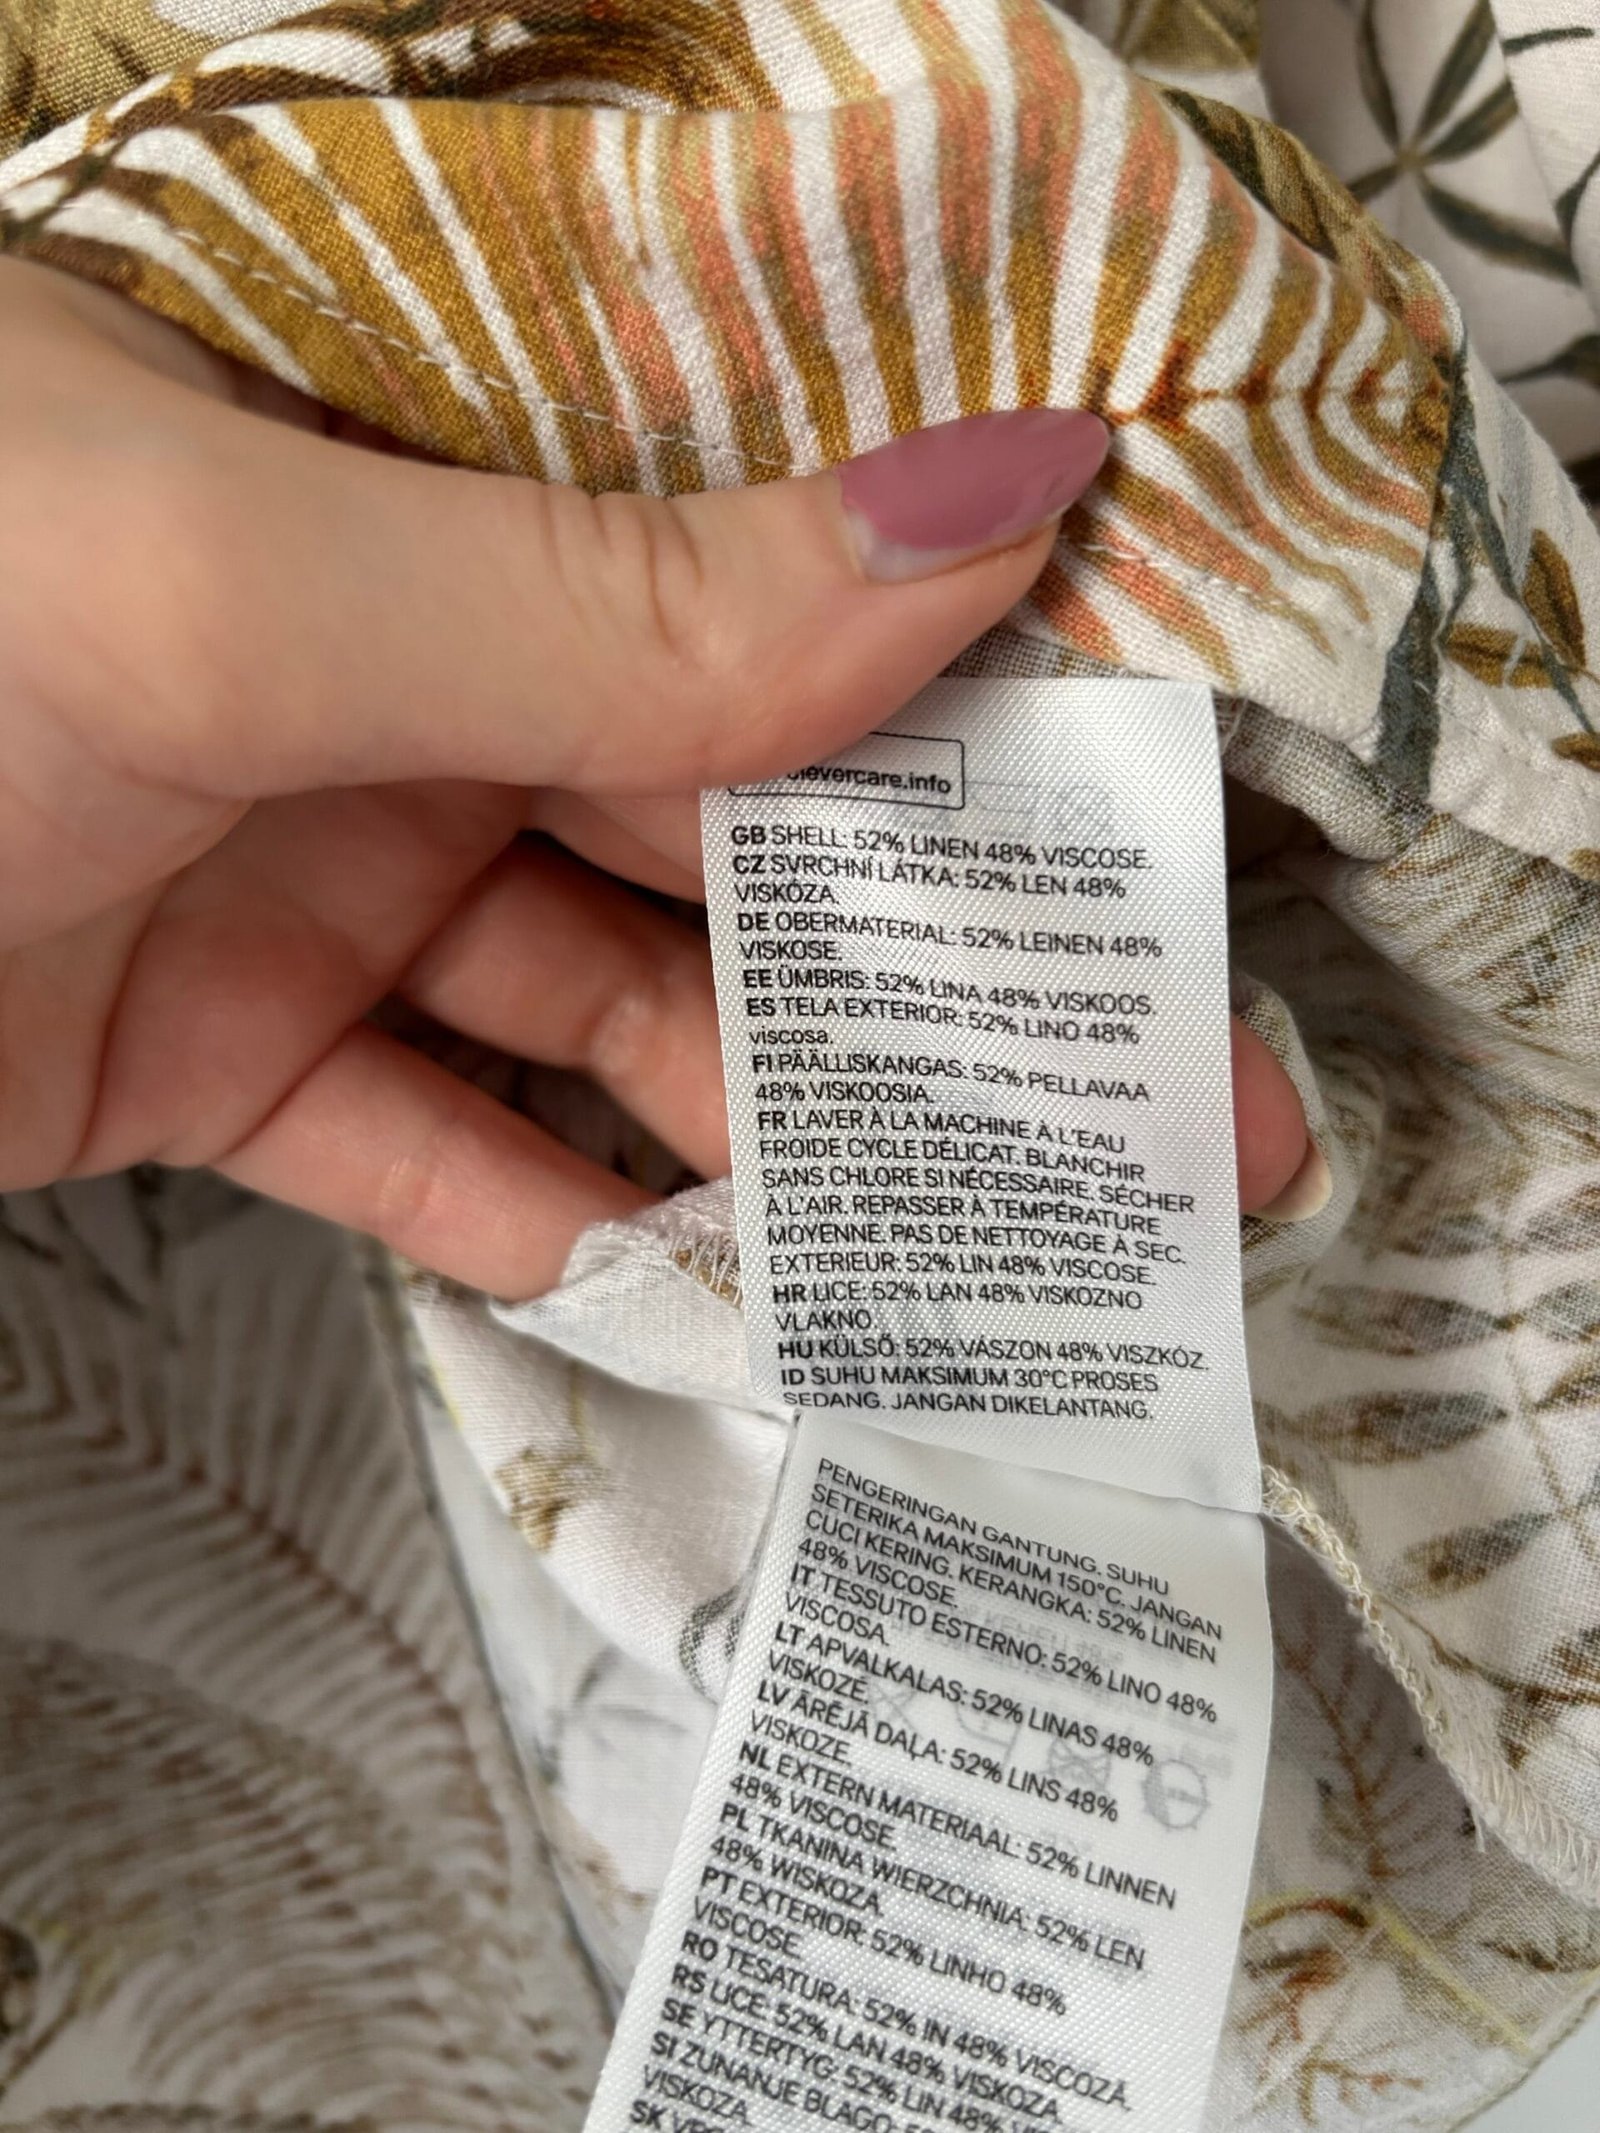 clevercare.info
GB SHELL: 52% LINEN 48% VISCOSE.
CZ SVRCHNÍ LÁTKA: 52% LEN 48%
VISKÓZA.
DE OBERMATERIAL: 52% LEINEN 48%
VISKOSE.
EE ÜMBRIS: 52% LINA 48% VISKOOS.
ES TELA EXTERIOR: 52% LINO 48%
viscosa.
FI PÄÄLLISKANGAS: 52% PELLAVAA
48% VISKOOSIA.
FR LAVER À LA MACHINE À L'EAU
FROIDE CYCLE DÉLICAT. BLANCHIR
SANS CHLORE SI NÉCESSAIRE. SÉCHER
À L'AIR. REPASSER À TEMPÉRATURE
MOYENNE. PAS DE NETTOYAGE À SEC.
EXTERIEUR: 52% LIN 48% VISCOSE.
HR LICE: 52% LAN 48% VISKOZNO
VLAKNO.
HU KÜLSŐ: 52% VÁSZON 48% VISZKÓZ.
ID SUHU MAKSIMUM 30°C PROSES
SEDANG. JANGAN DIKELANTANG.
PENGERINGAN GANTUNG. SUHU
SETERIKA MAKSIMUM 150°C. JANGAN
CUCI KERING. KERANGKA: 52% LINEN
48% VISCOSE.
IT TESSUTO ESTERNO: 52% LINO 48%
VISCOSA.
LT APVALKALAS: 52% LINAS 48%
VISKOZĖ.
LV ĀRĒJĀ DAĻA: 52% LINS 48%
VISKOZE.
NL EXTERN MATERIAAL: 52% LINNEN
48% VISCOSE.
PL TKANINA WIERZCHNIA: 52% LEN
48% WISKOZA.
PT EXTERIOR: 52% LINHO 48%
VISCOSE.
RO TESATURA: 52% IN 48% VISCOZĂ.
RS LICE: 52% LAN 48% VISKOZA.
SE YTTERTYG: 52% LIN 48%
SI ZUNANJE BLAGO:
VISKOZA.
SK